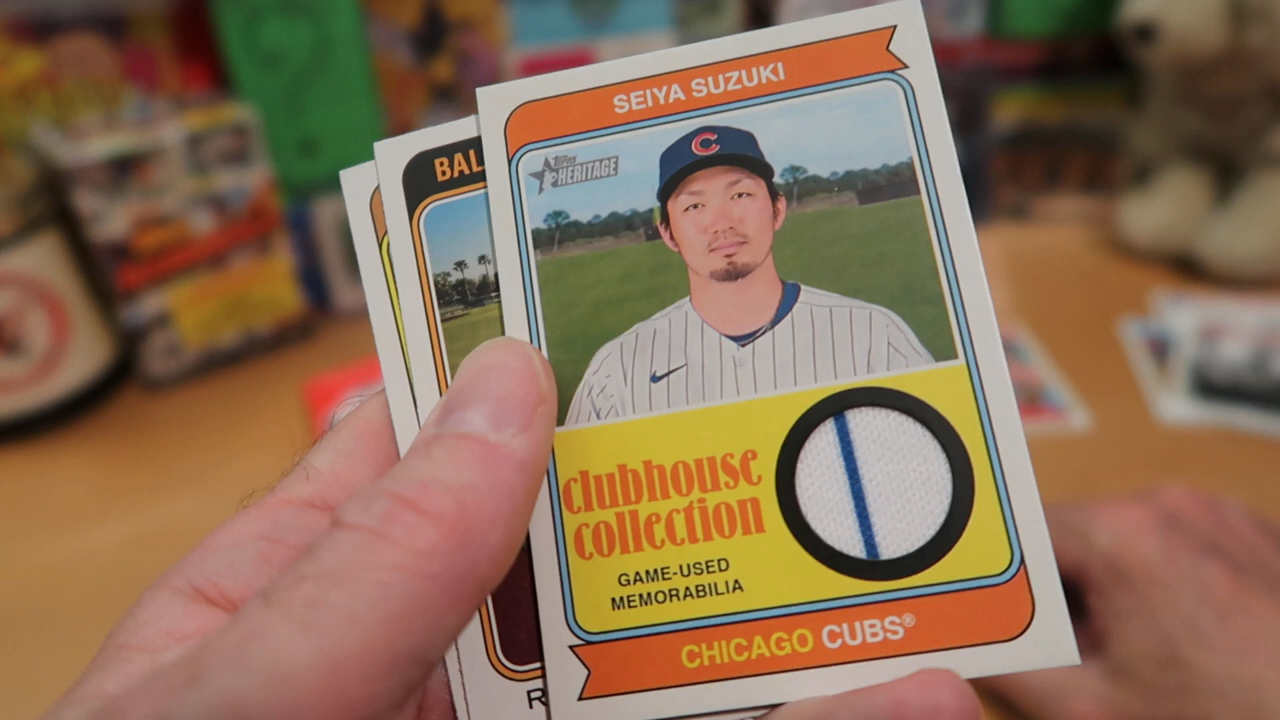 SEIYA SUZUKI
Topps
HERITAGE
C
BAL
clubhouse
collection
GAME-USED
MEMORABILIA
CHICAGO CUBS®
R